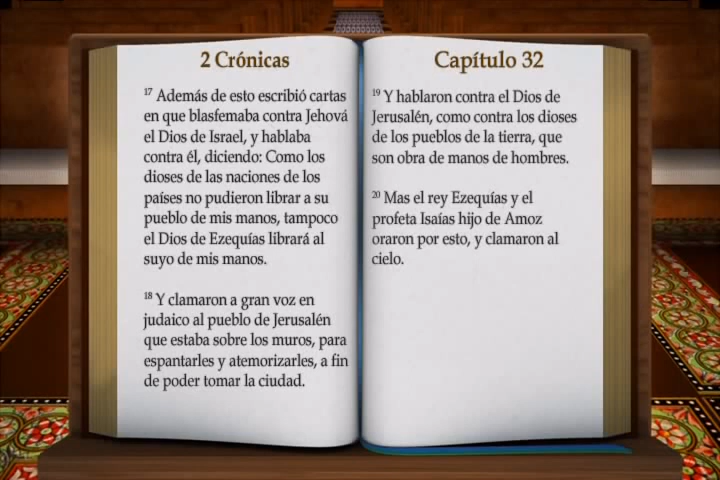 2 Crónicas
17 Además de esto escribió cartas
en que blasfemaba contra Jehová
el Dios de Israel, y hablaba
contra él, diciendo: Como los
dioses de las naciones de los
países no pudieron librar a su
pueblo de mis manos, tampoco
el Dios de Ezequías librará al
suyo de mis manos.
18 Y clamaron a gran voz en
judaico al pueblo de Jerusalén
que estaba sobre los muros, para
espantarles y atemorizarles, a fin
de poder tomar la ciudad.
Capítulo 32
19 Y hablaron contra el Dios de
Jerusalén, como contra los dioses
de los pueblos de la tierra, que
son obra de manos de hombres.
20 Mas el rey Ezequías y el
profeta Isaías hijo de Amoz
oraron por esto, y clamaron al
cielo.